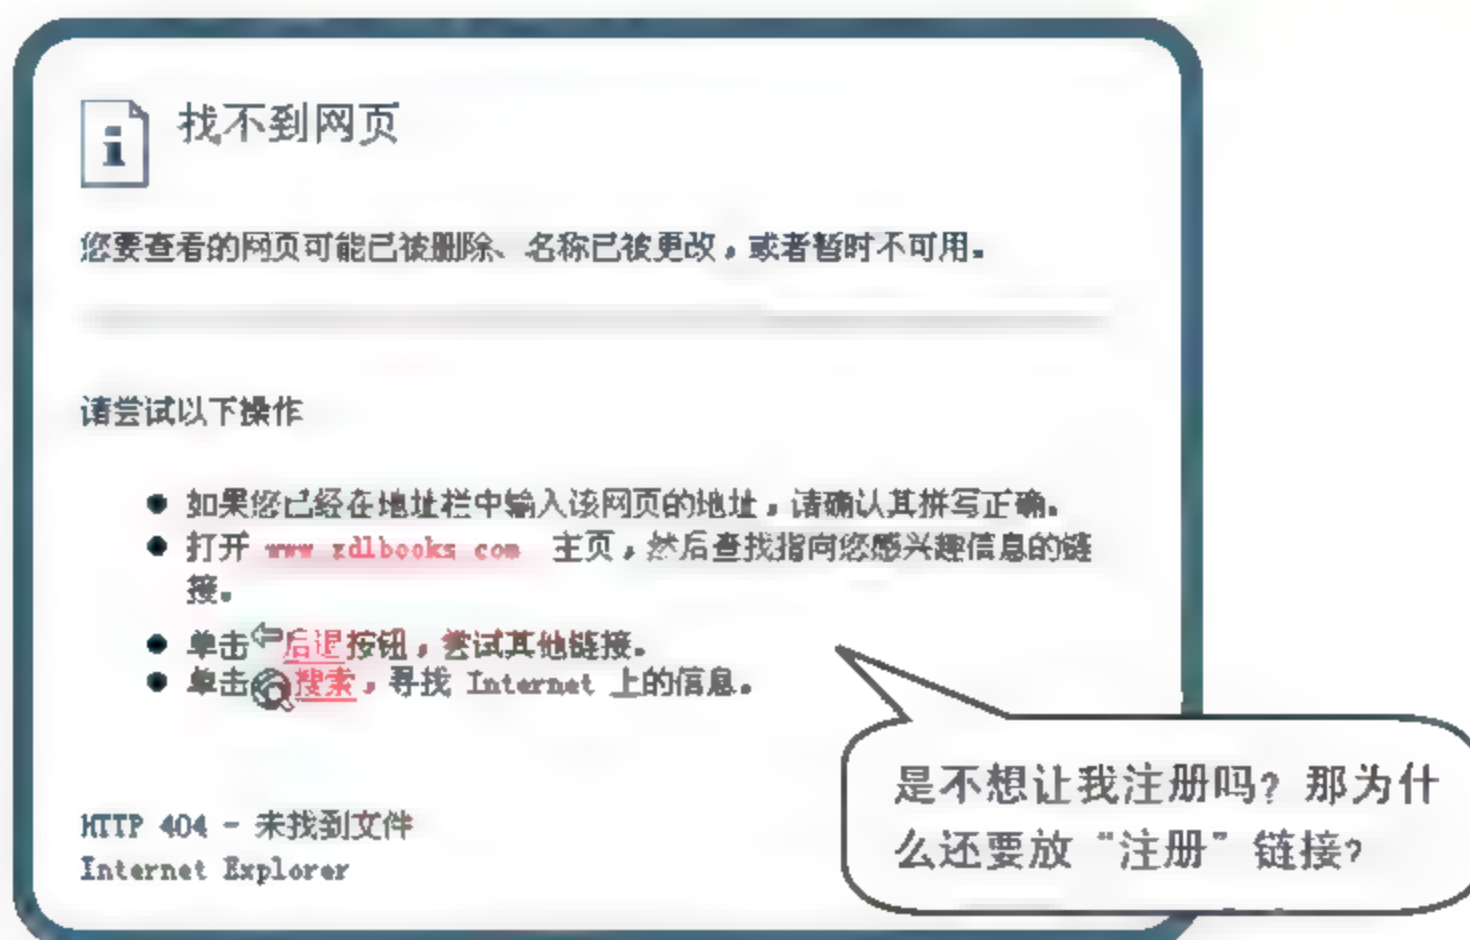 找不到网页
您要查看的网页可能已被删除、名称已被更改，或者暂时不可用。
请尝试以下操作
● 如果您已经在地址栏中输入该网页的地址，请确认其拼写正确。
● 打开 www zdlbooks com 主页，然后查找指向您感兴趣信息的链
接。
● 单击后退按钮，尝试其他链接。
● 单击搜索，寻找 Internet 上的信息。
HTTP 404 - 未找到文件
Internet Explorer
是不想让我注册吗？那为什
么还要放“注册”链接？